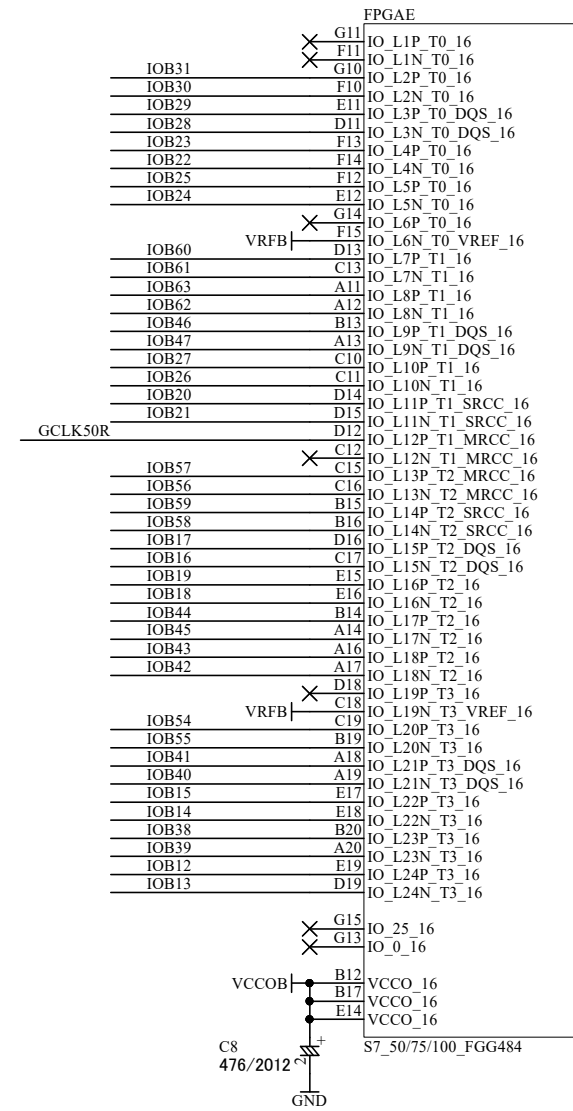 FPGAE
G11 IO_L1P_T0_16
F11 IO_L1N_T0_16
IOB31 G10 IO_L2P_T0_16
IOB30 F10 IO_L2N_T0_16
IOB29 E11 IO_L3P_T0_DQS_16
IOB28 D11 IO_L3N_T0_DQS_16
IOB23 F13 IO_L4P_T0_16
IOB22 F14 IO_L4N_T0_16
IOB25 F12 IO_L5P_T0_16
IOB24 E12 IO_L5N_T0_16
G14 IO_L6P_T0_16
VRFB F15 IO_L6N_T0_VREF_16
IOB60 D13 IO_L7P_T1_16
IOB61 C13 IO_L7N_T1_16
IOB63 A11 IO_L8P_T1_16
IOB62 A12 IO_L8N_T1_16
IOB46 B13 IO_L9P_T1_DQS_16
IOB47 A13 IO_L9N_T1_DQS_16
IOB27 C10 IO_L10P_T1_16
IOB26 C11 IO_L10N_T1_16
IOB20 D14 IO_L11P_T1_SRCC_16
IOB21 D15 IO_L11N_T1_SRCC_16
GCLK50R D12 IO_L12P_T1_MRCC_16
C12 IO_L12N_T1_MRCC_16
IOB57 C15 IO_L13P_T2_MRCC_16
IOB56 C16 IO_L13N_T2_MRCC_16
IOB59 B15 IO_L14P_T2_SRCC_16
IOB58 B16 IO_L14N_T2_SRCC_16
IOB17 D16 IO_L15P_T2_DQS_16
IOB16 C17 IO_L15N_T2_DQS_16
IOB19 E15 IO_L16P_T2_16
IOB18 E16 IO_L16N_T2_16
IOB44 B14 IO_L17P_T2_16
IOB45 A14 IO_L17N_T2_16
IOB43 A16 IO_L18P_T2_16
IOB42 A17 IO_L18N_T2_16
D18 IO_L19P_T3_16
VRFB C18 IO_L19N_T3_VREF_16
IOB54 C19 IO_L20P_T3_16
IOB55 B19 IO_L20N_T3_16
IOB41 A18 IO_L21P_T3_DQS_16
IOB40 A19 IO_L21N_T3_DQS_16
IOB15 E17 IO_L22P_T3_16
IOB14 E18 IO_L22N_T3_16
IOB38 B20 IO_L23P_T3_16
IOB39 A20 IO_L23N_T3_16
IOB12 E19 IO_L24P_T3_16
IOB13 D19 IO_L24N_T3_16
G15 IO_25_16
G13 IO_0_16
VCCOB B12 VCCO_16
B17 VCCO_16
E14 VCCO_16
C8 + S7_50/75/100_FGG484
476/2012 2
GND